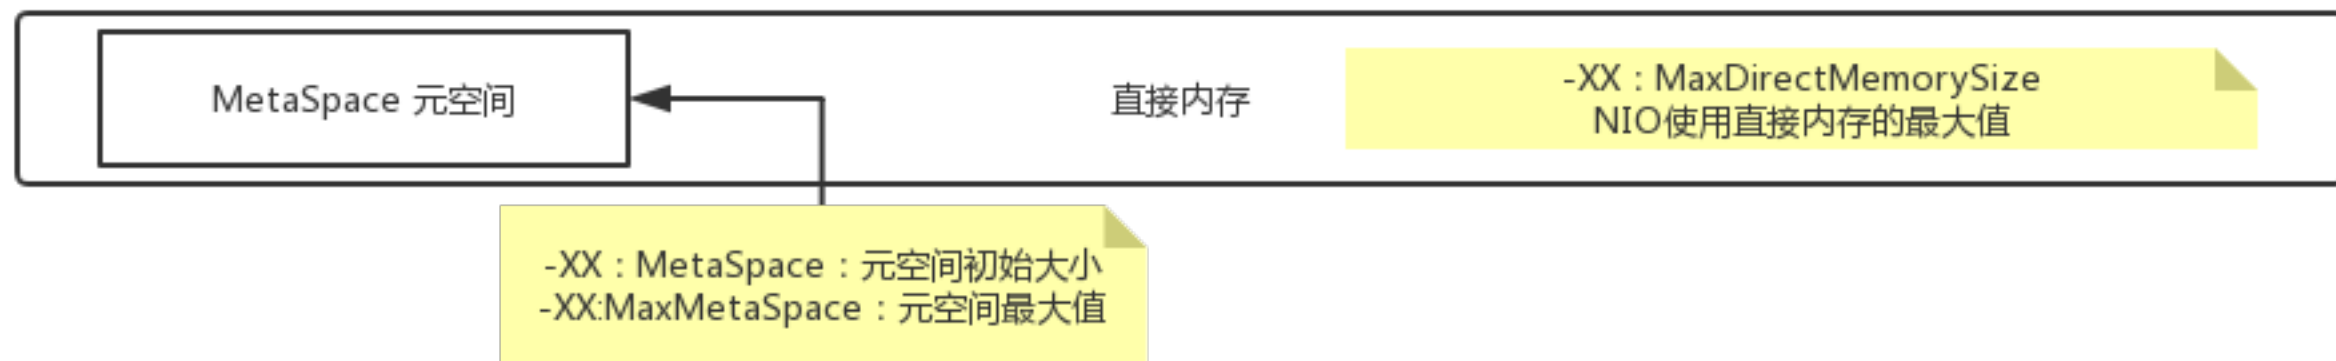 MetaSpace 元空间
直接内存
-XX：MaxDirectMemorySize
NIO使用直接内存的最大值
-XX：MetaSpace：元空间初始大小
-XX:MaxMetaSpace：元空间最大值